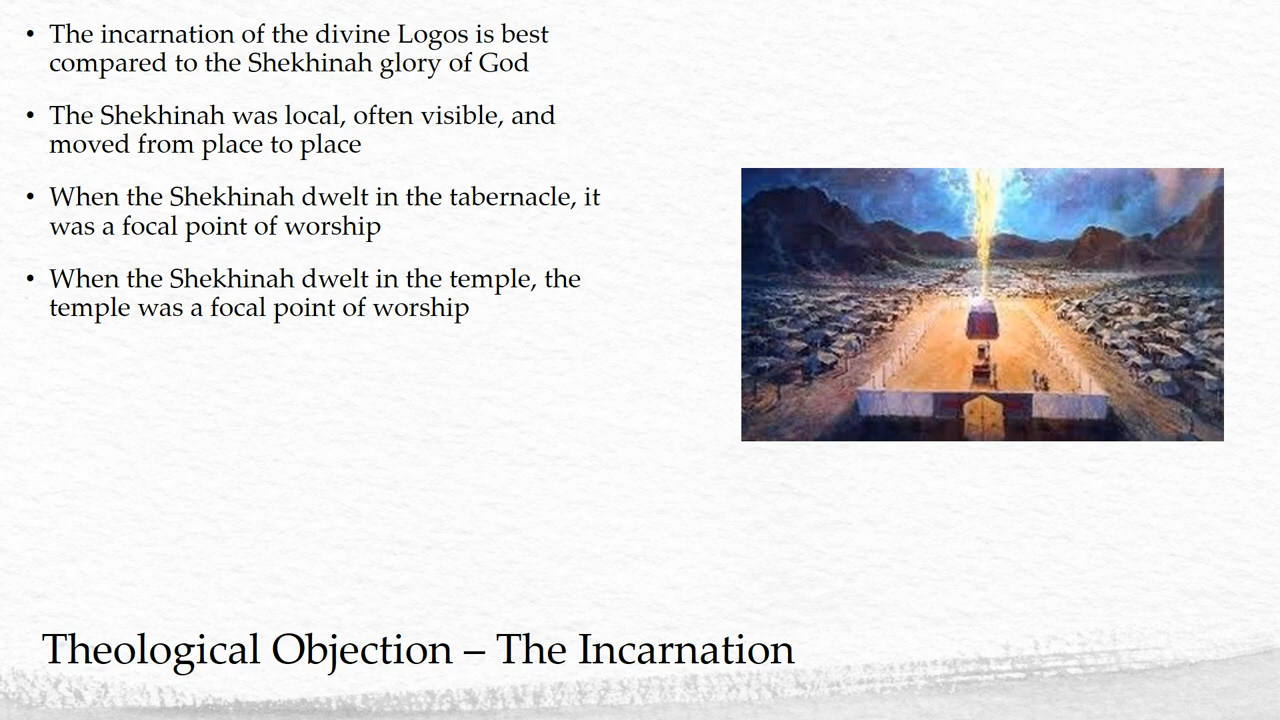 • The incarnation of the divine Logos is best
compared to the Shekhinah glory of God
• The Shekhinah was local, often visible, and
moved from place to place
• When the Shekhinah dwelt in the tabernacle, it
was a focal point of worship
• When the Shekhinah dwelt in the temple, the
temple was a focal point of worship
Theological Objection – The Incarnation